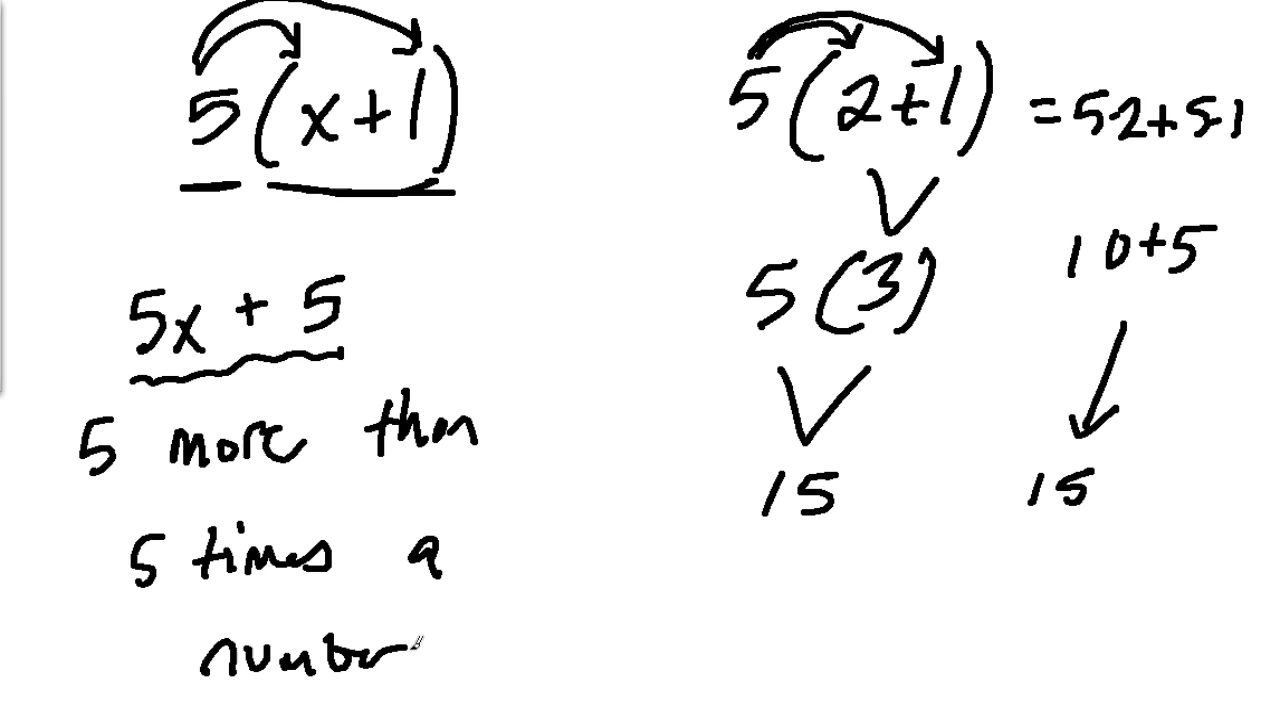 5(x+1)
5x + 5
5 more than
5 times a
number
5(2+1) = 5·2+5·1
5(3)
10+5
15
15